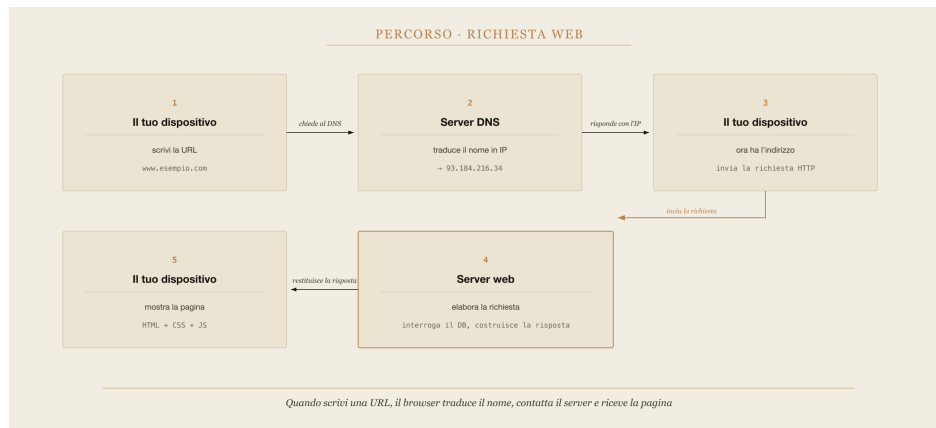 PERCORSO · RICHIESTA WEB
1
Il tuo dispositivo
scrivi la URL
www.esempio.com
chiede al DNS
2
Server DNS
traduce il nome in IP
→ 93.184.216.34
risponde con l'IP
3
Il tuo dispositivo
ora ha l'indirizzo
invia la richiesta HTTP
invia la richiesta
4
Server web
elabora la richiesta
interroga il DB, costruisce la risposta
restituisce la risposta
5
Il tuo dispositivo
mostra la pagina
HTML + CSS + JS
Quando scrivi una URL, il browser traduce il nome, contatta il server e riceve la pagina